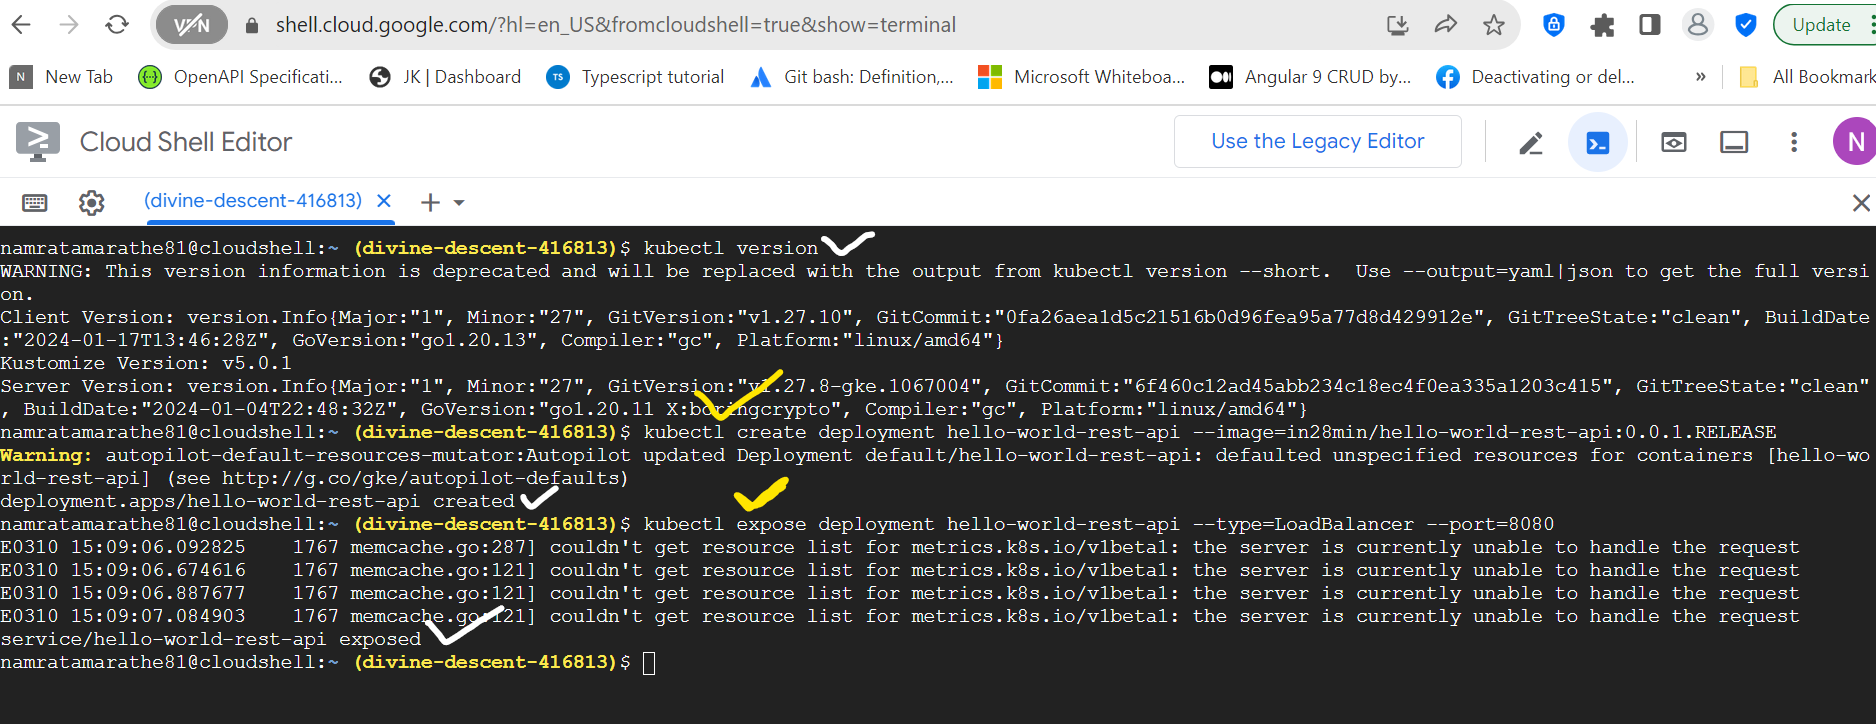 VPN
shell.cloud.google.com/?hl=en_US&fromcloudshell=true&show=terminal
Update
N New Tab
{··} OpenAPI Specificati...
JK | Dashboard
TS Typescript tutorial
Git bash: Definition,...
Microsoft Whiteboa...
Angular 9 CRUD by...
Deactivating or del...
»
All Bookmark
Cloud Shell Editor
Use the Legacy Editor
N
(divine-descent-416813)
namratamarathe81@cloudshell:~ (divine-descent-416813)$ kubectl version
WARNING: This version information is deprecated and will be replaced with the output from kubectl version --short.  Use --output=yaml|json to get the full versi
on.
Client Version: version.Info{Major:"1", Minor:"27", GitVersion:"v1.27.10", GitCommit:"0fa26aea1d5c21516b0d96fea95a77d8d429912e", GitTreeState:"clean", BuildDate
:"2024-01-17T13:46:28Z", GoVersion:"go1.20.13", Compiler:"gc", Platform:"linux/amd64"}
Kustomize Version: v5.0.1
Server Version: version.Info{Major:"1", Minor:"27", GitVersion:"v1.27.8-gke.1067004", GitCommit:"6f460c12ad45abb234c18ec4f0ea335a1203c415", GitTreeState:"clean"
, BuildDate:"2024-01-04T22:48:32Z", GoVersion:"go1.20.11 X:boringcrypto", Compiler:"gc", Platform:"linux/amd64"}
namratamarathe81@cloudshell:~ (divine-descent-416813)$ kubectl create deployment hello-world-rest-api --image=in28min/hello-world-rest-api:0.0.1.RELEASE
Warning: autopilot-default-resources-mutator:Autopilot updated Deployment default/hello-world-rest-api: defaulted unspecified resources for containers [hello-wo
rld-rest-api] (see http://g.co/gke/autopilot-defaults)
deployment.apps/hello-world-rest-api created
namratamarathe81@cloudshell:~ (divine-descent-416813)$ kubectl expose deployment hello-world-rest-api --type=LoadBalancer --port=8080
E0310 15:09:06.092825    1767 memcache.go:287] couldn't get resource list for metrics.k8s.io/v1beta1: the server is currently unable to handle the request
E0310 15:09:06.674616    1767 memcache.go:121] couldn't get resource list for metrics.k8s.io/v1beta1: the server is currently unable to handle the request
E0310 15:09:06.887677    1767 memcache.go:121] couldn't get resource list for metrics.k8s.io/v1beta1: the server is currently unable to handle the request
E0310 15:09:07.084903    1767 memcache.go:121] couldn't get resource list for metrics.k8s.io/v1beta1: the server is currently unable to handle the request
service/hello-world-rest-api exposed
namratamarathe81@cloudshell:~ (divine-descent-416813)$